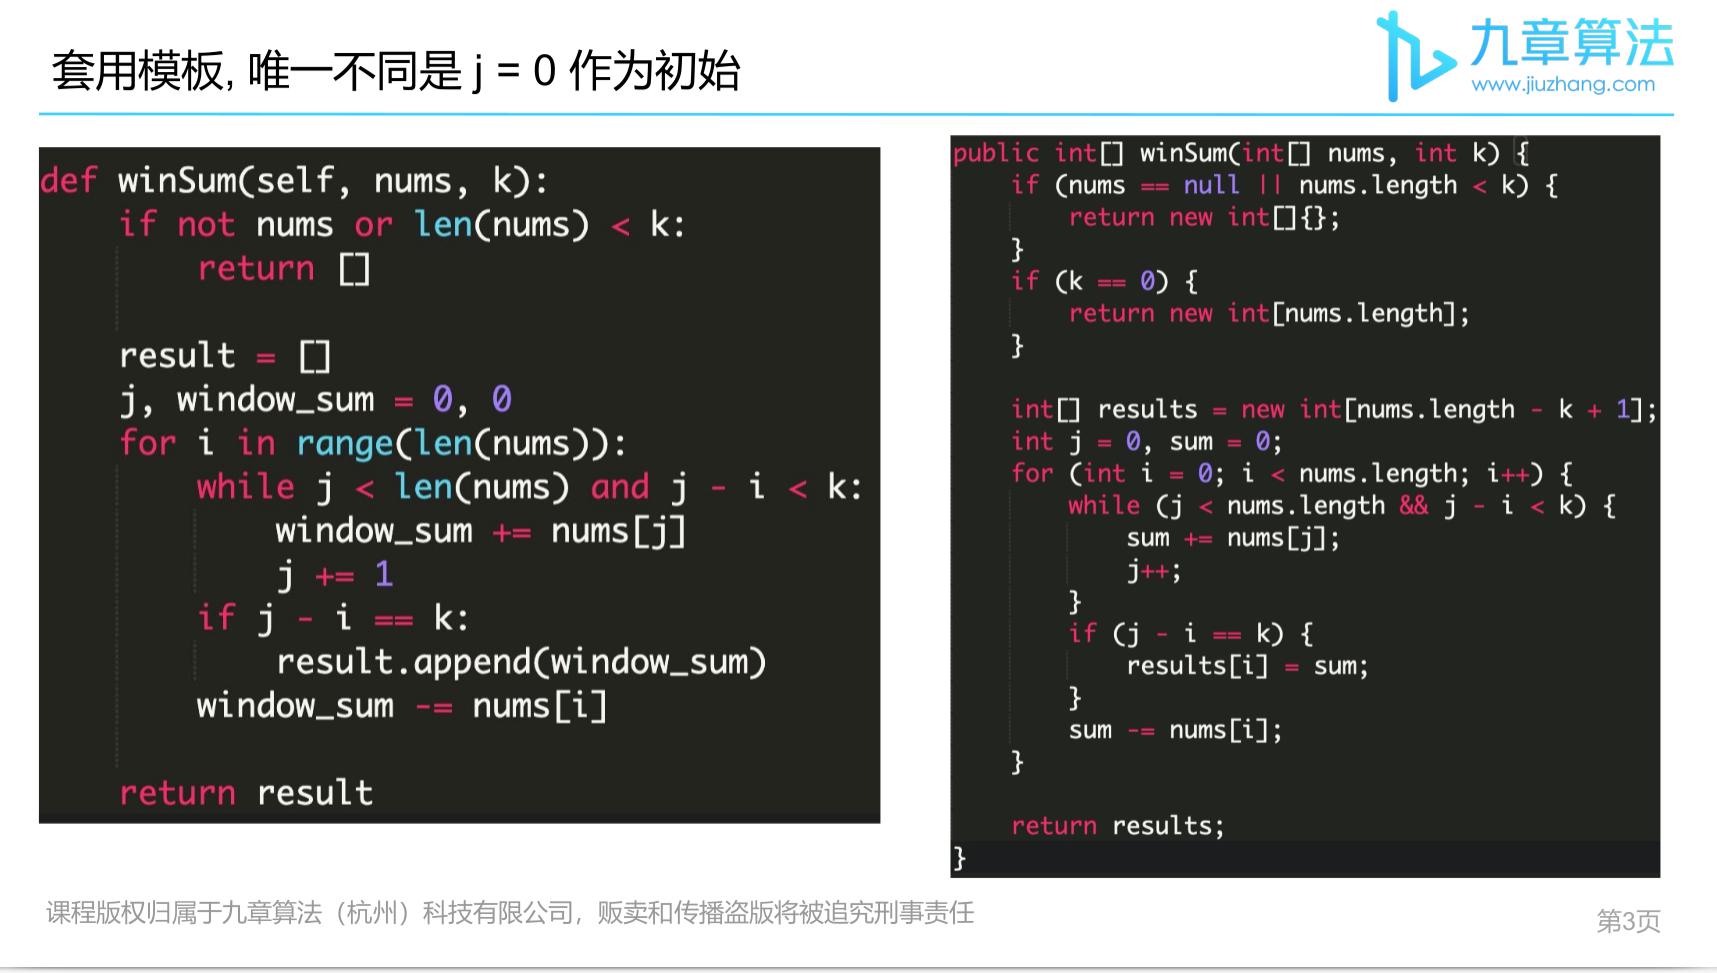 套用模板, 唯一不同是 j = 0 作为初始
九章算法
www.jiuzhang.com
def winSum(self, nums, k):
    if not nums or len(nums) < k:
        return []

    result = []
    j, window_sum = 0, 0
    for i in range(len(nums)):
        while j < len(nums) and j - i < k:
            window_sum += nums[j]
            j += 1
        if j - i == k:
            result.append(window_sum)
        window_sum -= nums[i]

    return result
public int[] winSum(int[] nums, int k) {
    if (nums == null || nums.length < k) {
        return new int[]{};
    }
    if (k == 0) {
        return new int[nums.length];
    }

    int[] results = new int[nums.length - k + 1];
    int j = 0, sum = 0;
    for (int i = 0; i < nums.length; i++) {
        while (j < nums.length && j - i < k) {
            sum += nums[j];
            j++;
        }
        if (j - i == k) {
            results[i] = sum;
        }
        sum -= nums[i];
    }

    return results;
}
课程版权归属于九章算法（杭州）科技有限公司，贩卖和传播盗版将被追究刑事责任
第3页